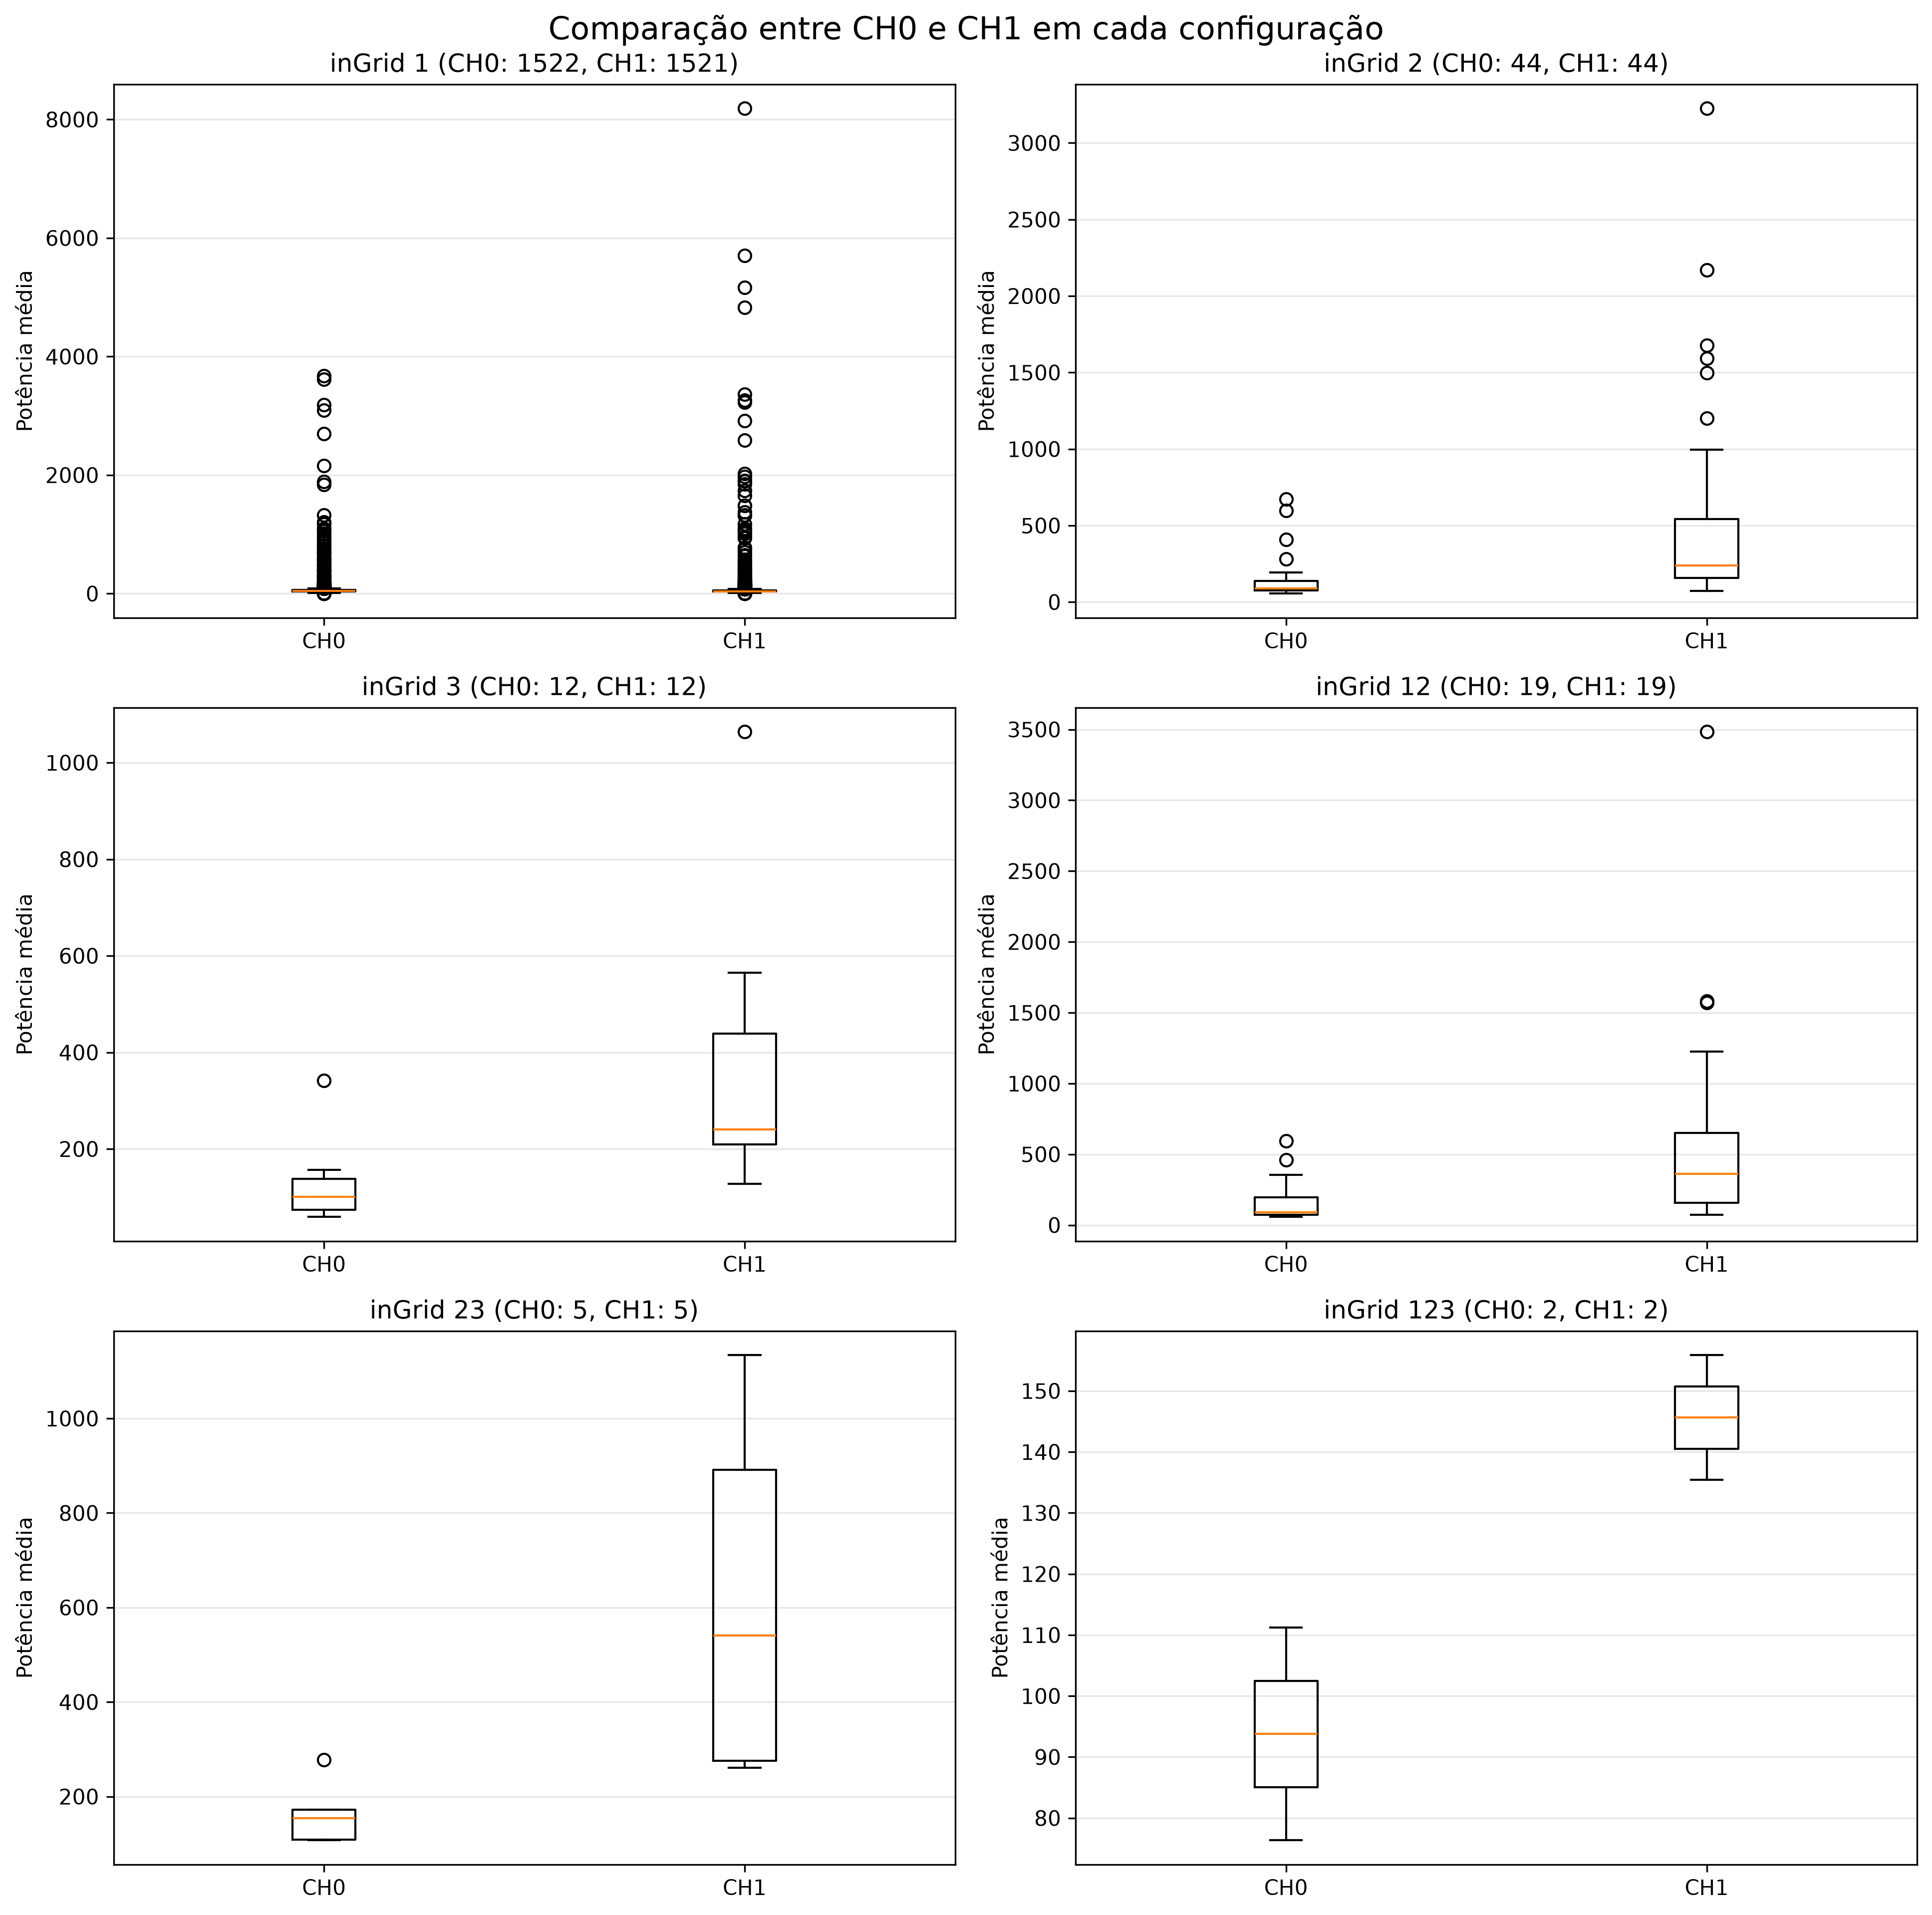 Comparação entre CH0 e CH1 em cada configuração
inGrid 1 (CH0: 1522, CH1: 1521)
Potência média
8000
6000
4000
2000
0
CH0
CH1
inGrid 2 (CH0: 44, CH1: 44)
Potência média
3000
2500
2000
1500
1000
500
0
CH0
CH1
inGrid 3 (CH0: 12, CH1: 12)
Potência média
1000
800
600
400
200
CH0
CH1
inGrid 12 (CH0: 19, CH1: 19)
Potência média
3500
3000
2500
2000
1500
1000
500
0
CH0
CH1
inGrid 23 (CH0: 5, CH1: 5)
Potência média
1000
800
600
400
200
CH0
CH1
inGrid 123 (CH0: 2, CH1: 2)
Potência média
150
140
130
120
110
100
90
80
CH0
CH1